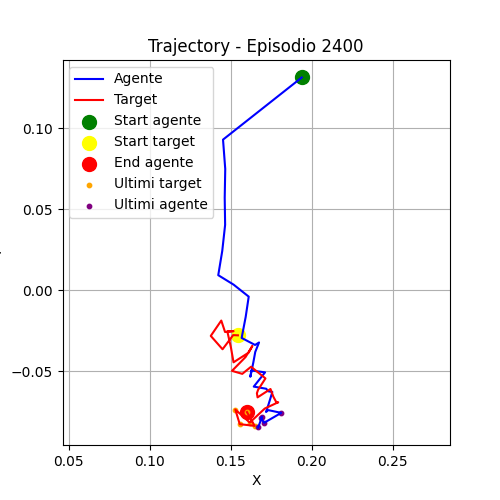 Trajectory - Episodio 2400
Agente
Target
Start agente
Start target
End agente
Ultimi target
Ultimi agente
0.10
0.05
0.00
−0.05
0.05
0.10
0.15
0.20
0.25
X